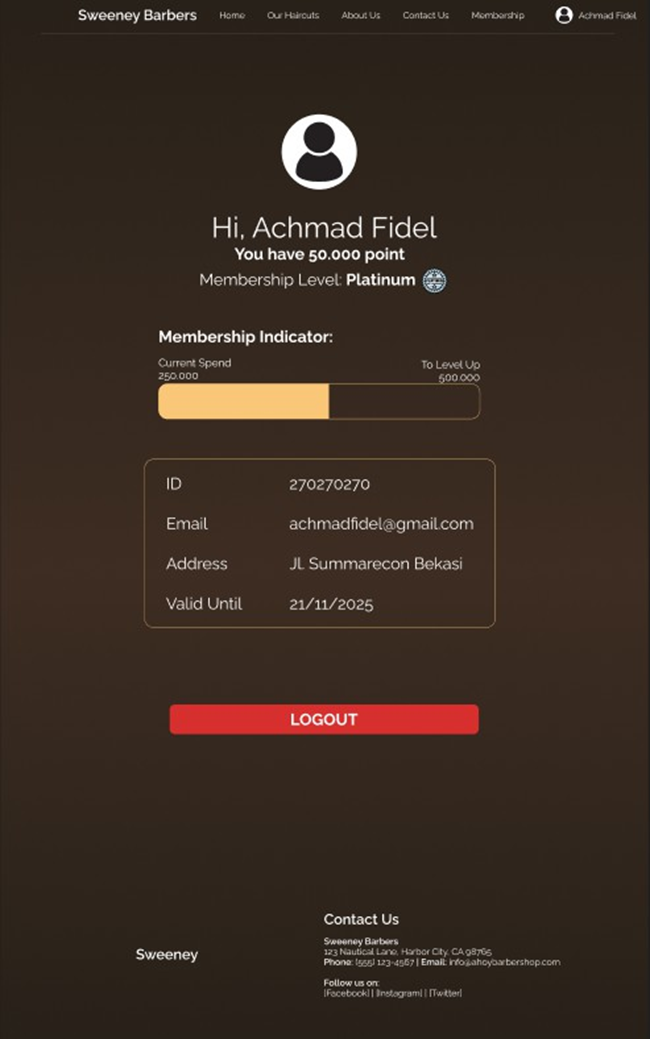 Sweeney Barbers Home Our Haircuts About Us Contact Us Membership Achmad Fidel
Hi, Achmad Fidel
You have 50.000 point
Membership Level: Platinum
Membership Indicator:
Current Spend To Level Up
250.000 500.000
ID 270270270
Email achmadfidel@gmail.com
Address Jl. Summarecon Bekasi
Valid Until 21/11/2025
LOGOUT
Contact Us
Sweeney Barbers
Sweeney
123 Nautical Lane, Harbor City, CA 98765
Phone: (555) 123-4567 | Email: info@ahoybarbershop.com
Follow us on:
[Facebook] | [Instagram] | [Twitter]